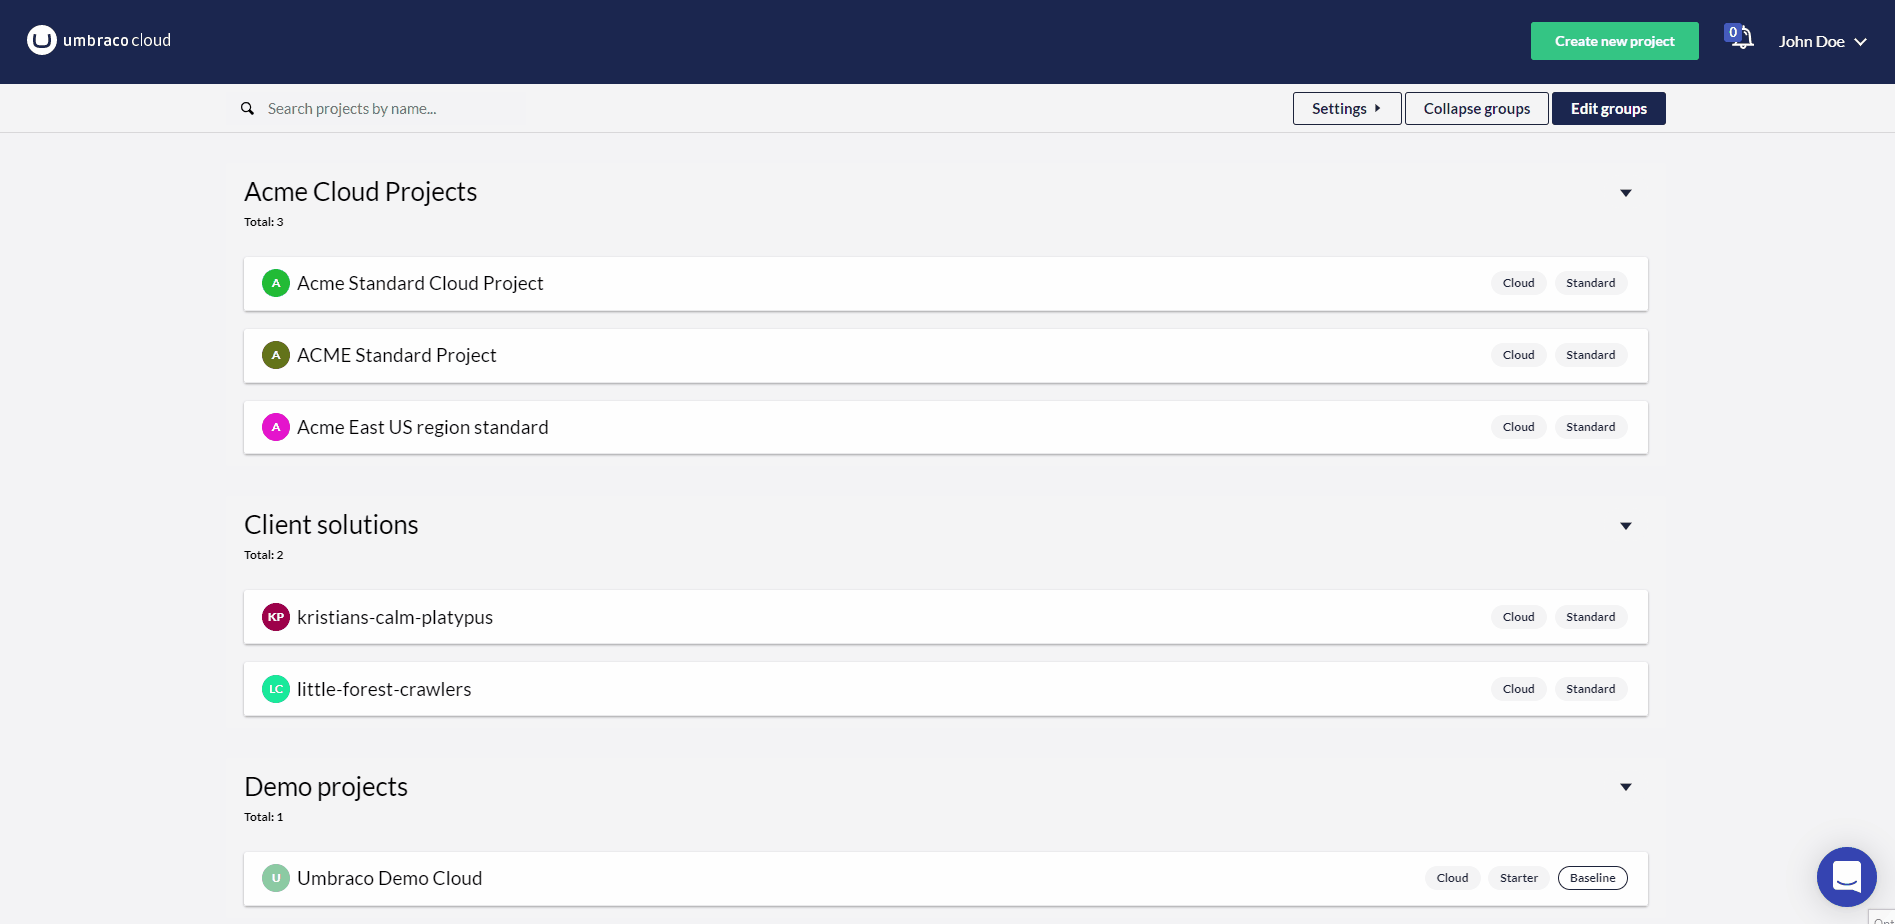 umbraco cloud
Create new project
0
John Doe
Search projects by name...
Settings
Collapse groups
Edit groups
Acme Cloud Projects
Total: 3
A Acme Standard Cloud Project Cloud Standard
A ACME Standard Project Cloud Standard
A Acme East US region standard Cloud Standard
Client solutions
Total: 2
KP kristians-calm-platypus Cloud Standard
LC little-forest-crawlers Cloud Standard
Demo projects
Total: 1
U Umbraco Demo Cloud Cloud Starter Baseline